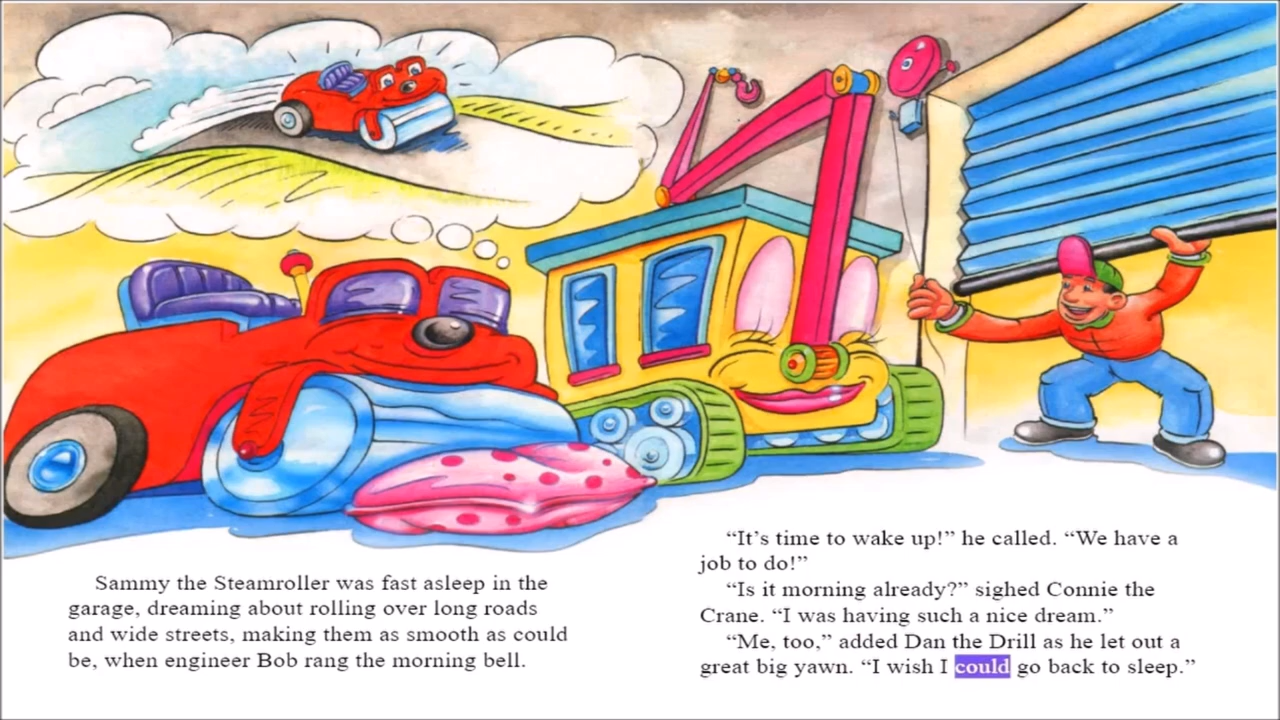 Sammy the Steamroller was fast asleep in the
garage, dreaming about rolling over long roads
and wide streets, making them as smooth as could
be, when engineer Bob rang the morning bell.
“It’s time to wake up!” he called. “We have a
job to do!”
“Is it morning already?” sighed Connie the
Crane. “I was having such a nice dream.”
“Me, too,” added Dan the Drill as he let out a
great big yawn. “I wish I could go back to sleep.”